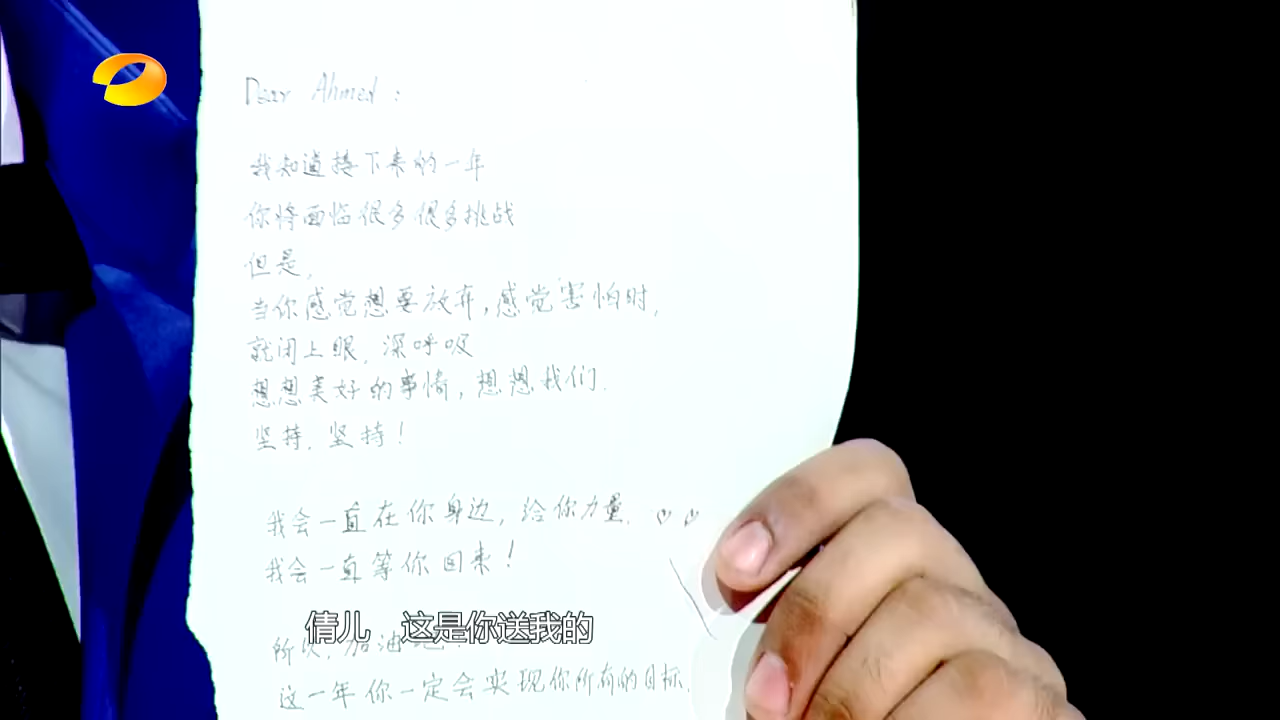 Dear Ahmed:
我知道接下来的一年
你将面临很多很多挑战
但是,
当你感觉想要放弃,感觉害怕时,
就闭上眼,深呼吸
想想美好的事情,想想我们.
坚持,坚持!
我会一直在你身边,给你力量.
我会一直等你回来!
倩儿 这是你送我的
所以,加油吧!
这一年你一定会实现你所有的目标.